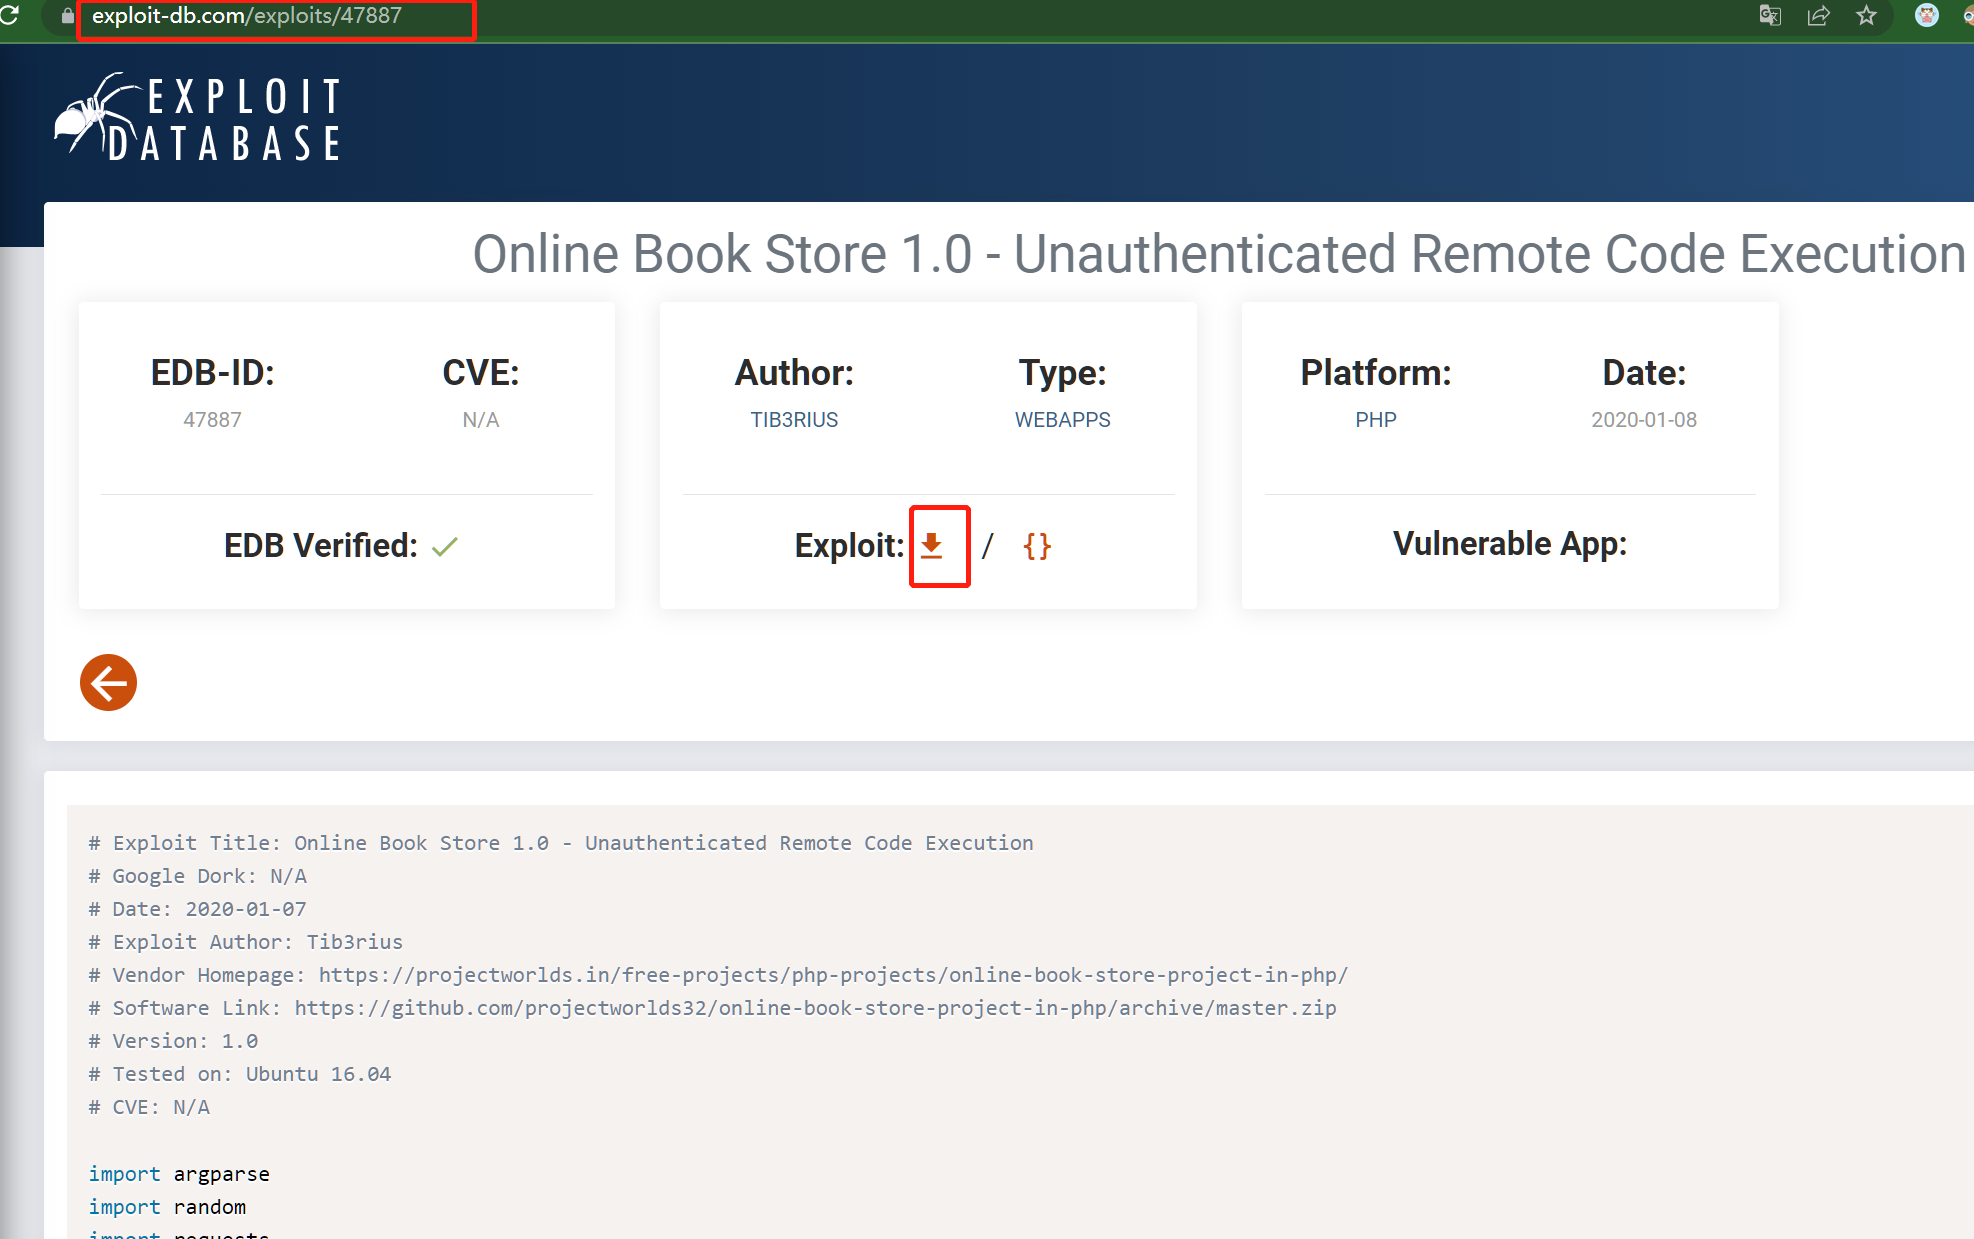 exploit-db.com/exploits/47887
EXPLOIT
DATABASE
Online Book Store 1.0 - Unauthenticated Remote Code Execution
EDB-ID:
47887
CVE:
N/A
Author:
TIB3RIUS
Type:
WEBAPPS
Platform:
PHP
Date:
2020-01-08
EDB Verified:
Exploit: / {}
Vulnerable App:
# Exploit Title: Online Book Store 1.0 - Unauthenticated Remote Code Execution
# Google Dork: N/A
# Date: 2020-01-07
# Exploit Author: Tib3rius
# Vendor Homepage: https://projectworlds.in/free-projects/php-projects/online-book-store-project-in-php/
# Software Link: https://github.com/projectworlds32/online-book-store-project-in-php/archive/master.zip
# Version: 1.0
# Tested on: Ubuntu 16.04
# CVE: N/A
import argparse
import random
import requests